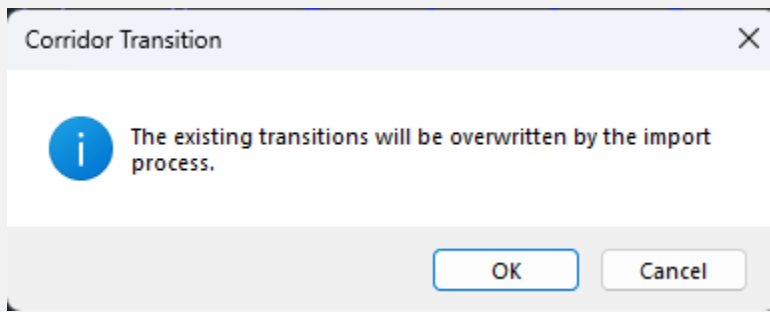 Corridor Transition
The existing transitions will be overwritten by the import
process.
OK
Cancel